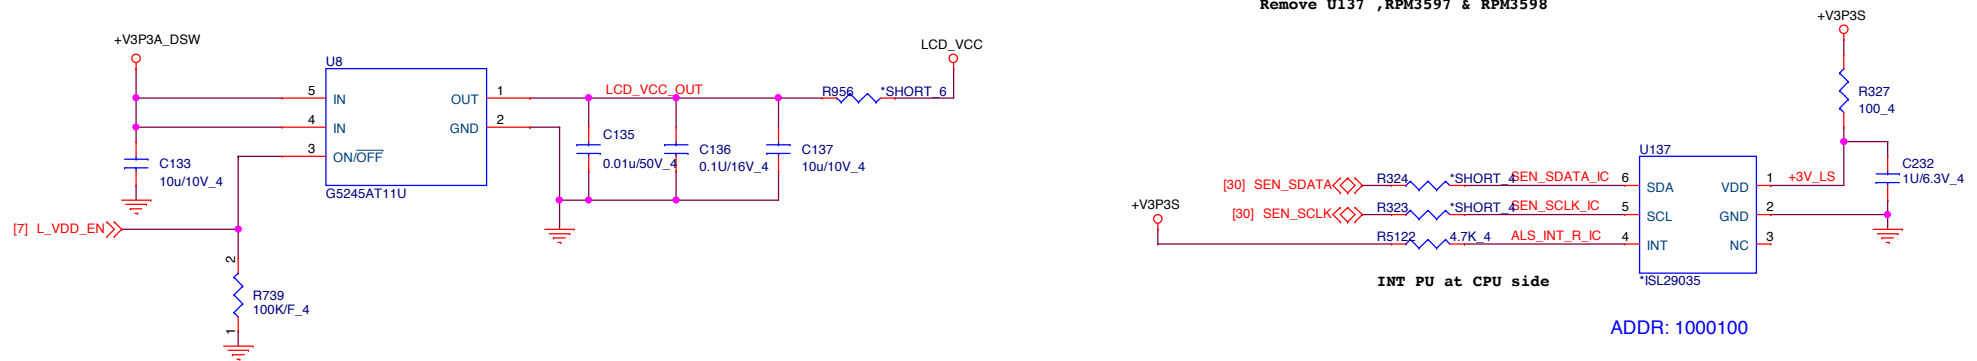 Remove U137 ,RPM3597 & RPM3598
+V3P3A_DSW
U8
5 IN
4 IN
3 ON/OFF
OUT 1
GND 2
G5245AT11U
C133
10u/10V_4
[7] L_VDD_EN
2
R739
100K/F_4
1
LCD_VCC_OUT
C135
0.01u/50V_4
C136
0.1U/16V_4
C137
10u/10V_4
R956 *SHORT_6
LCD_VCC
+V3P3S
R327
100_4
C232
1U/6.3V_4
+3V_LS
U137
[30] SEN_SDATA R324 *SHORT_4 SEN_SDATA_IC 6 SDA VDD 1
[30] SEN_SCLK R323 *SHORT_4 SEN_SCLK_IC 5 SCL GND 2
+V3P3S
R5122 4.7K_4 ALS_INT_R_IC 4 INT NC 3
INT PU at CPU side
*ISL29035
ADDR: 1000100